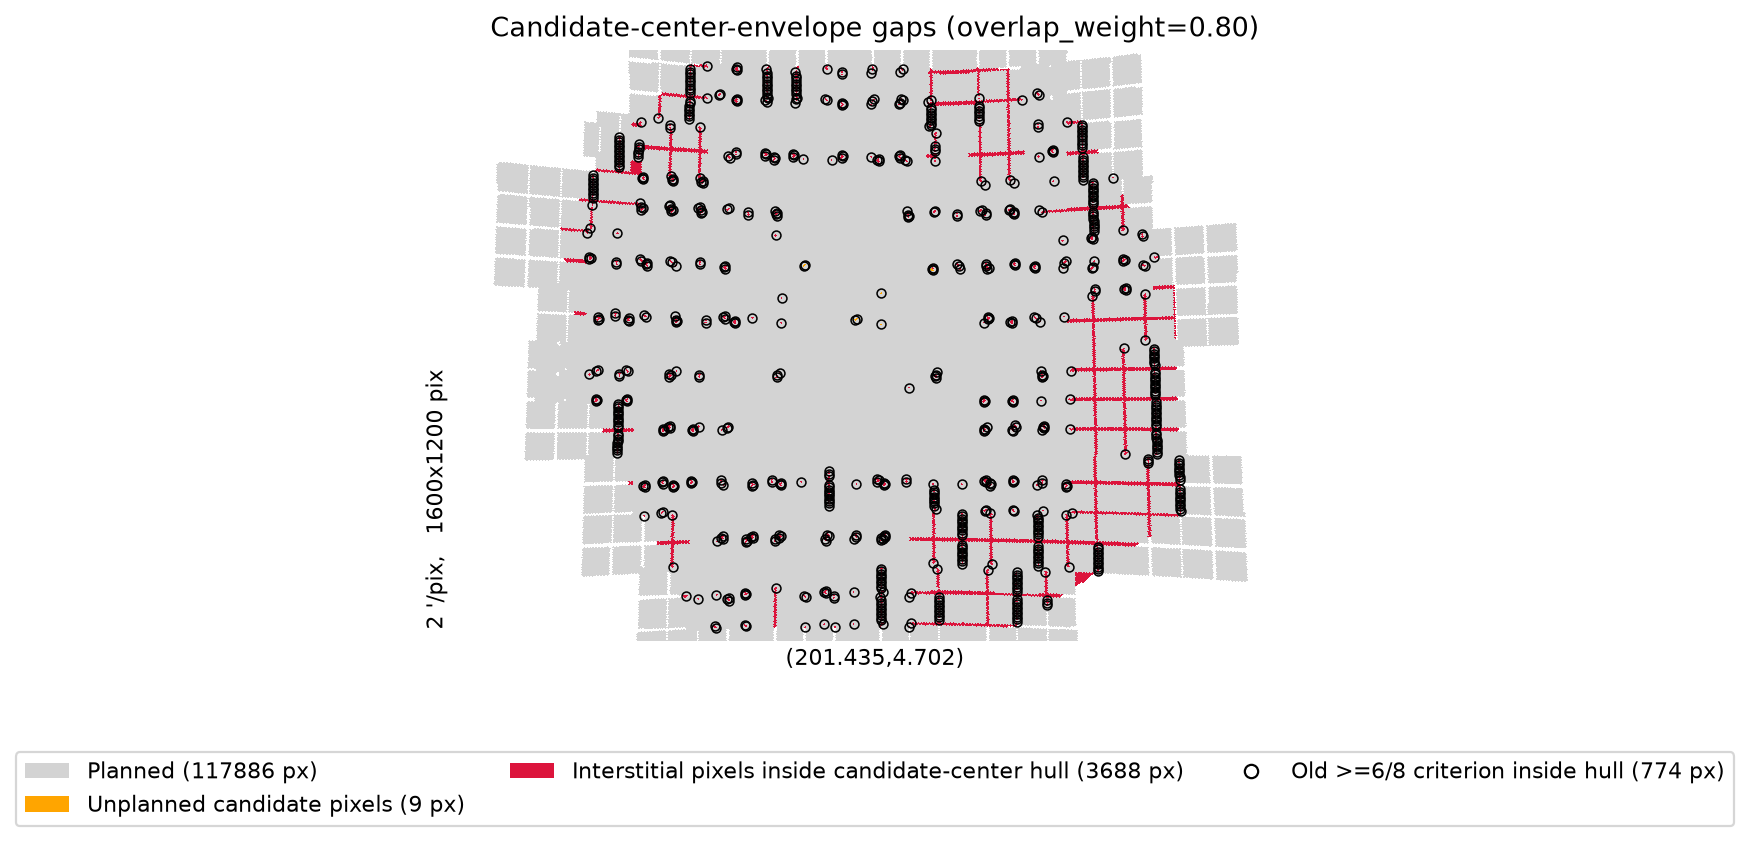 Candidate-center-envelope gaps (overlap_weight=0.80)
2 '/pix,   1600x1200 pix
(201.435,4.702)
Planned (117886 px)
Unplanned candidate pixels (9 px)
Interstitial pixels inside candidate-center hull (3688 px)
Old >=6/8 criterion inside hull (774 px)